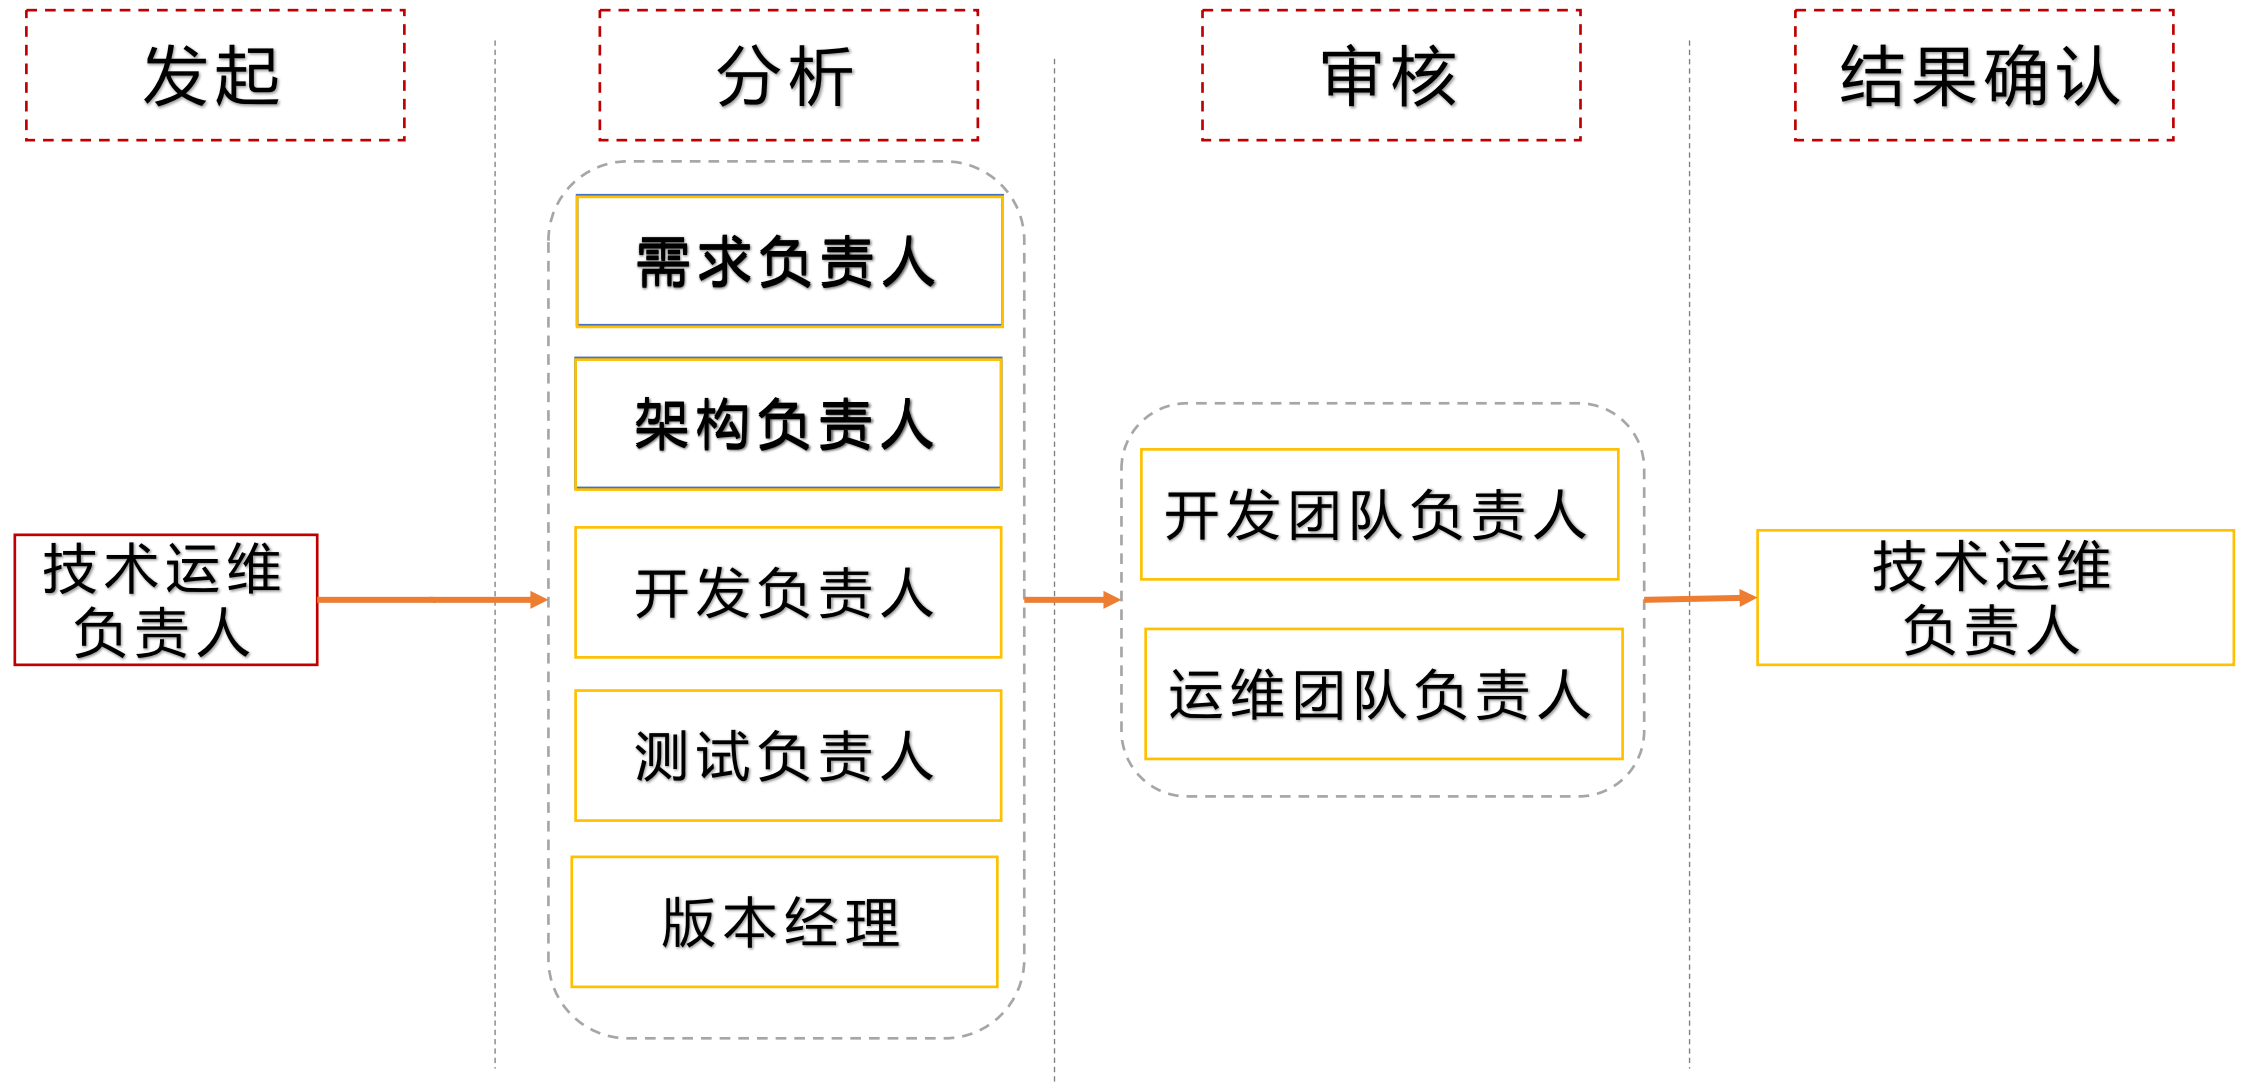 发起
分析
审核
结果确认
技术运维
负责人
需求负责人
架构负责人
开发负责人
测试负责人
版本经理
开发团队负责人
运维团队负责人
技术运维
负责人